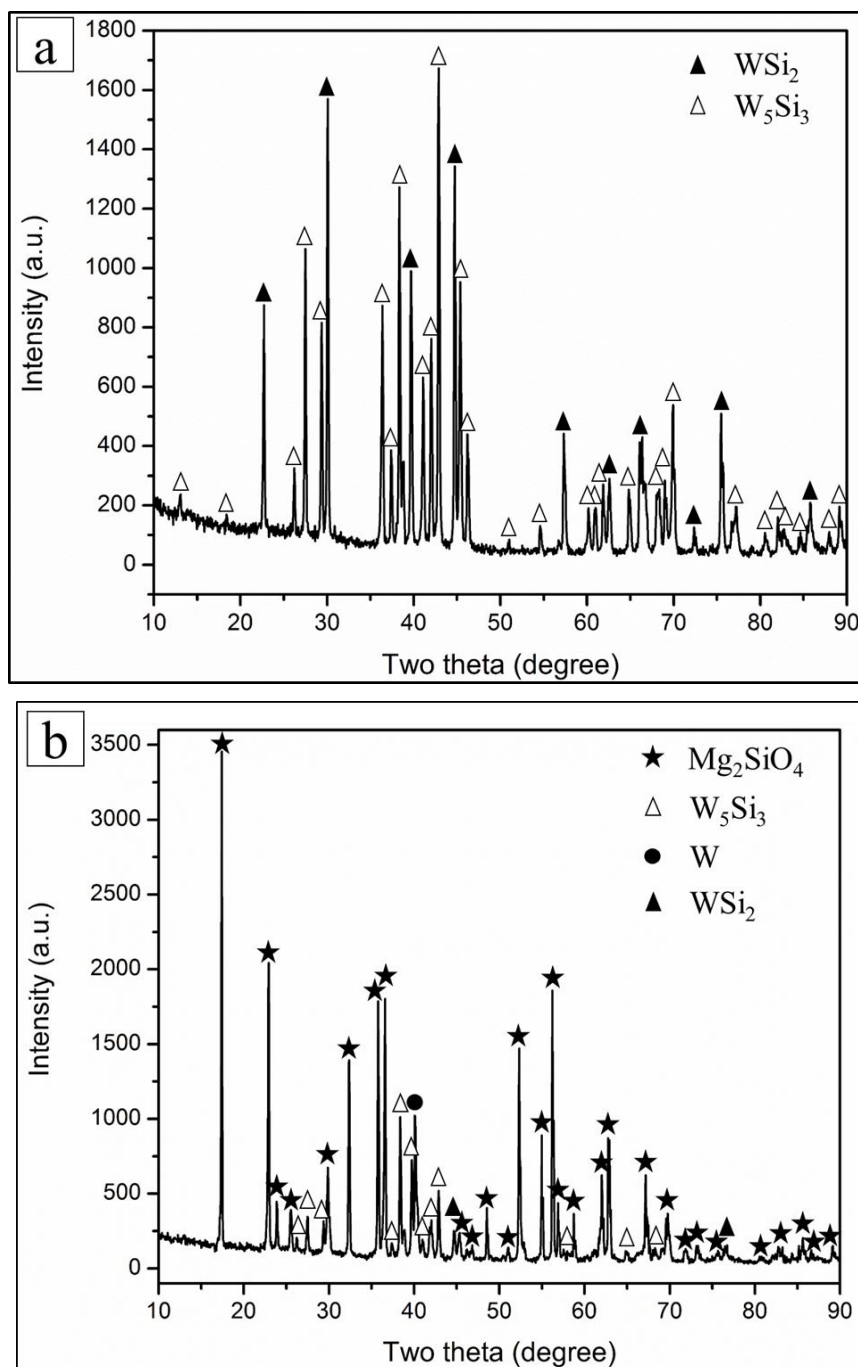 a
▲ WSi₂
△ W₅Si₃
Intensity (a.u.)
1800
1600
1400
1200
1000
800
600
400
200
0
10 20 30 40 50 60 70 80 90
Two theta (degree)
b
★ Mg₂SiO₄
△ W₅Si₃
● W
▲ WSi₂
Intensity (a.u.)
3500
3000
2500
2000
1500
1000
500
0
10 20 30 40 50 60 70 80 90
Two theta (degree)